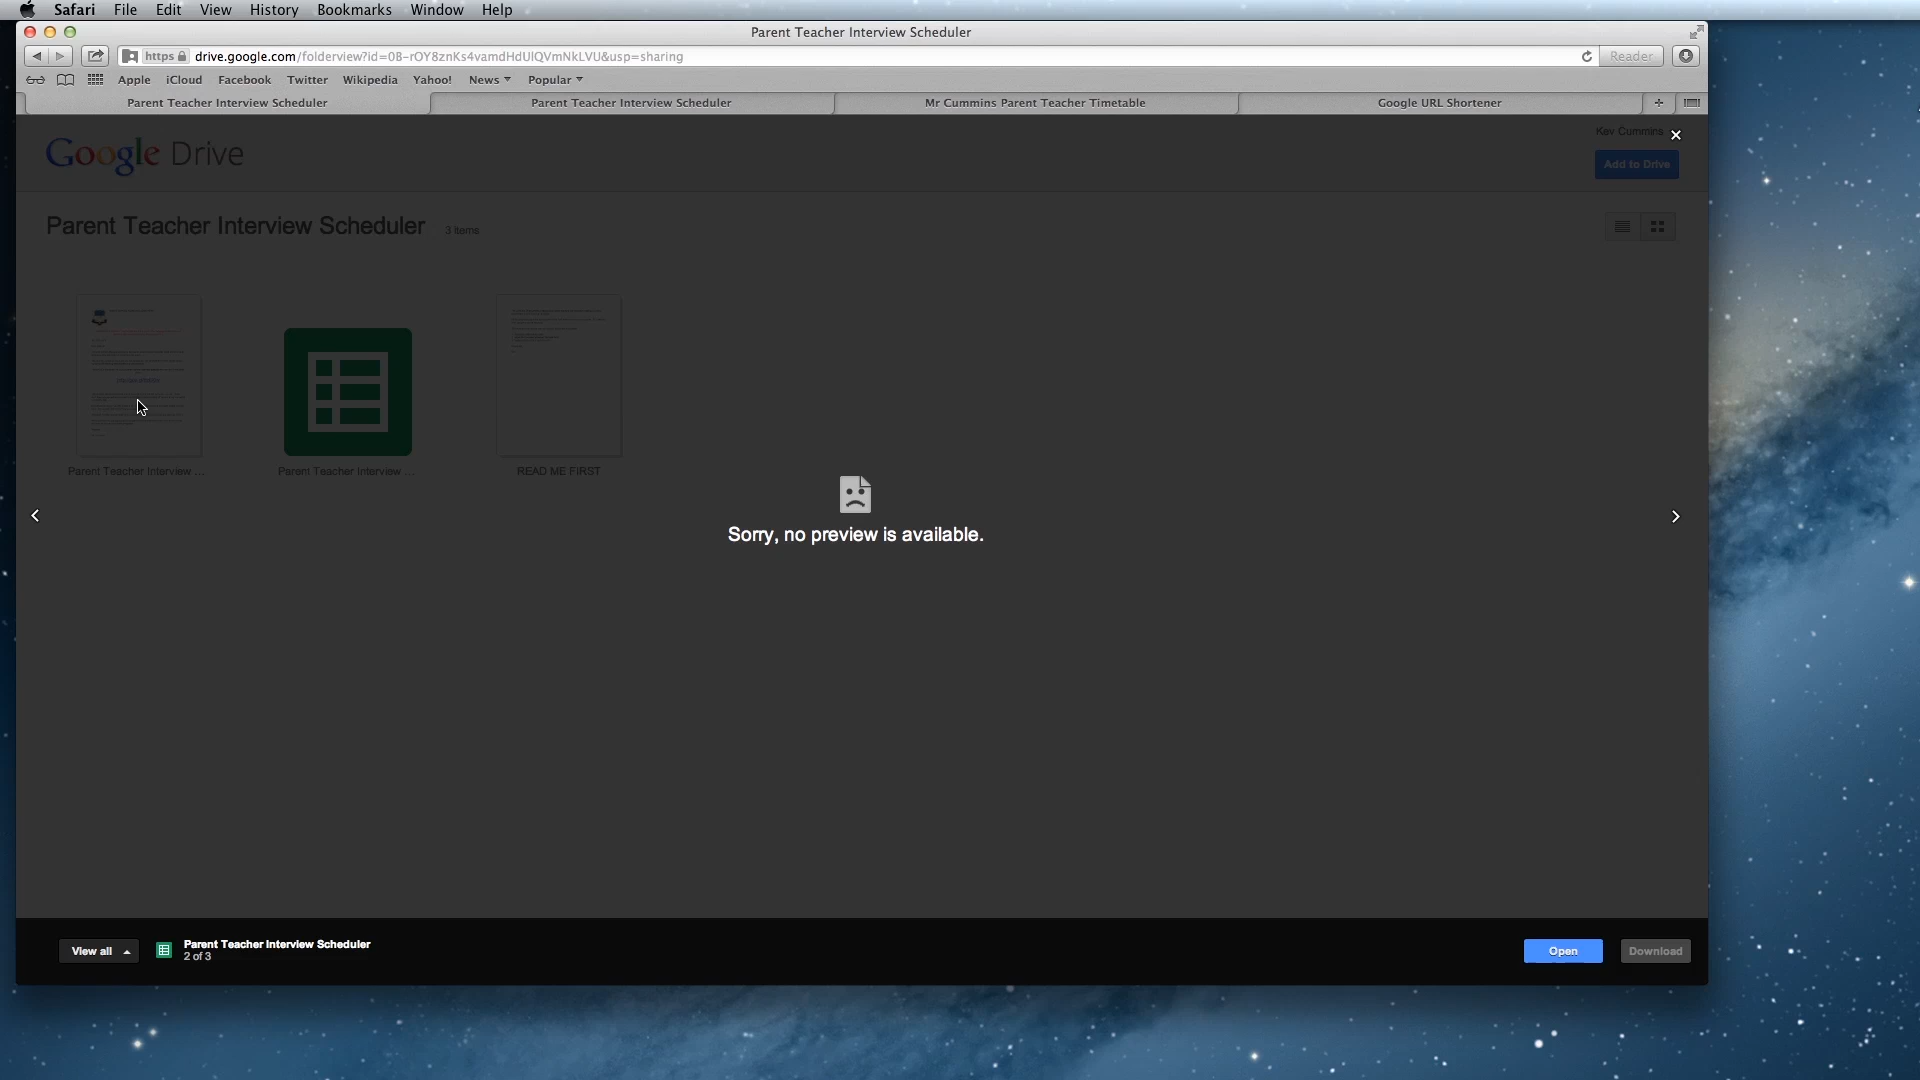 Safari File Edit View History Bookmarks Window Help
Parent Teacher Interview Scheduler
https drive.google.com/folderview?id=0B-rOY8znKs4vamdHdUlQVmNkLVU&usp=sharing Reader
Apple iCloud Facebook Twitter Wikipedia Yahoo! News Popular
Parent Teacher Interview Scheduler Parent Teacher Interview Scheduler Mr Cummins Parent Teacher Timetable Google URL Shortener
Kev Cummins
Google Drive
Add to Drive
Parent Teacher Interview Scheduler 3 items
Parent Teacher Interview ... Parent Teacher Interview ... READ ME FIRST
Sorry, no preview is available.
View all Parent Teacher Interview Scheduler
2 of 3
Open Download